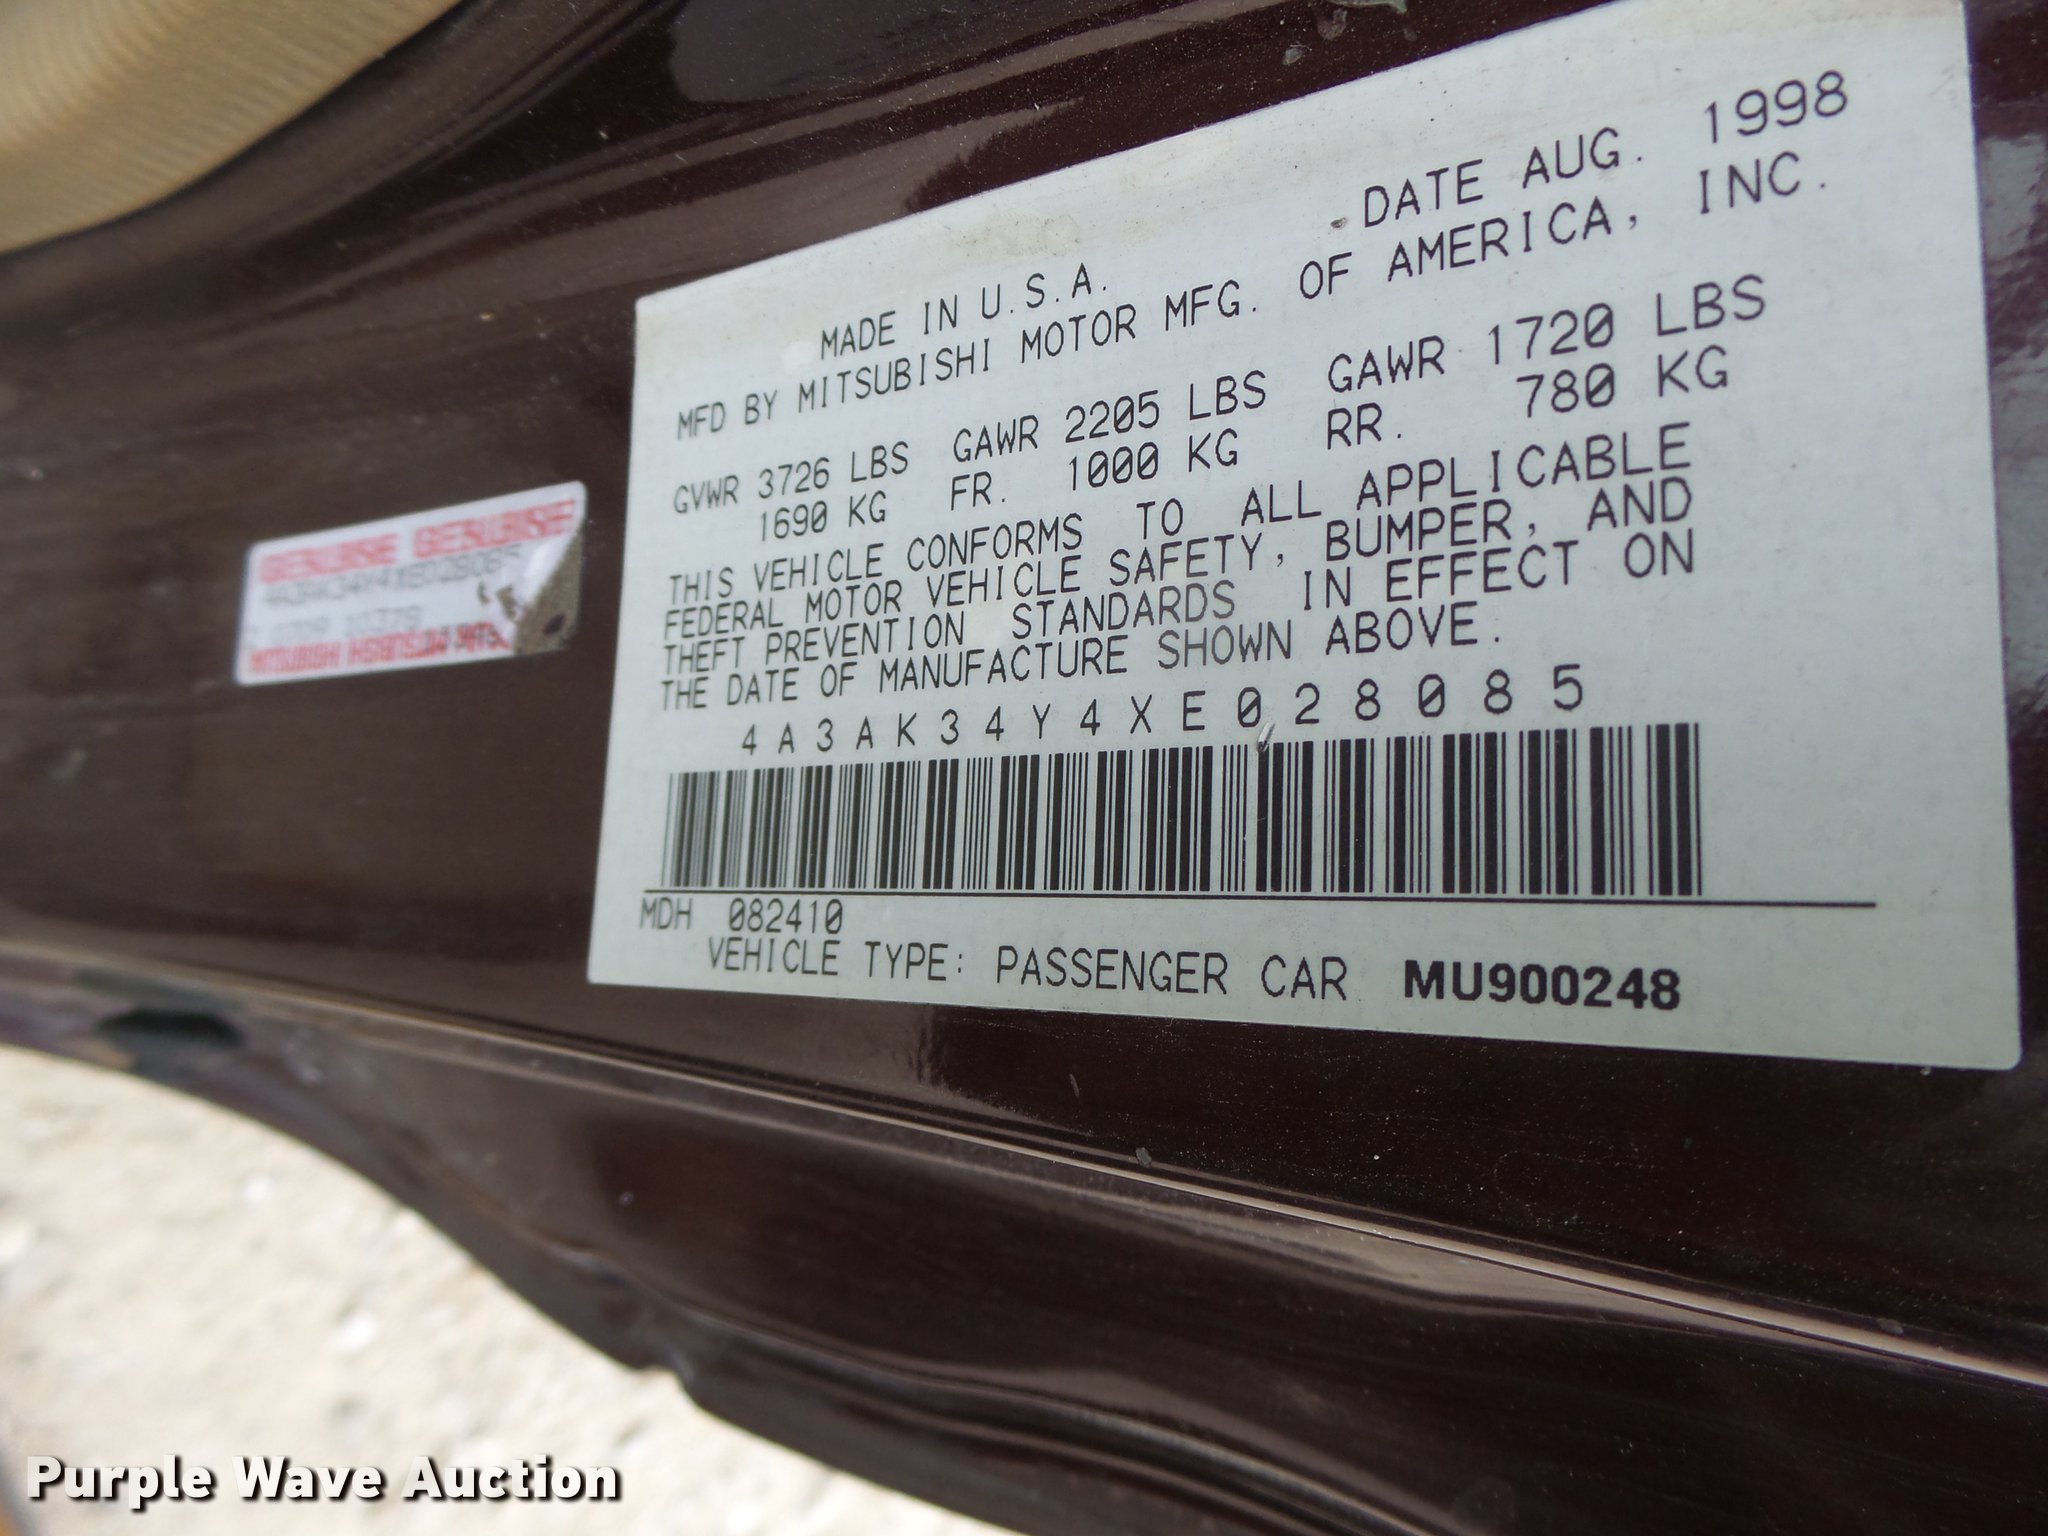 MADE IN U.S.A. DATE AUG. 1998
MFD BY MITSUBISHI MOTOR MFG. OF AMERICA, INC.
GVWR 3726 LBS GAWR 2205 LBS GAWR 1720 LBS
1690 KG FR. 1000 KG RR. 780 KG
THIS VEHICLE CONFORMS TO ALL APPLICABLE
FEDERAL MOTOR VEHICLE SAFETY, BUMPER, AND
THEFT PREVENTION STANDARDS IN EFFECT ON
THE DATE OF MANUFACTURE SHOWN ABOVE.
4A3AK34Y4XE028085
MDH 082410
VEHICLE TYPE: PASSENGER CAR MU900248
Purple Wave Auction